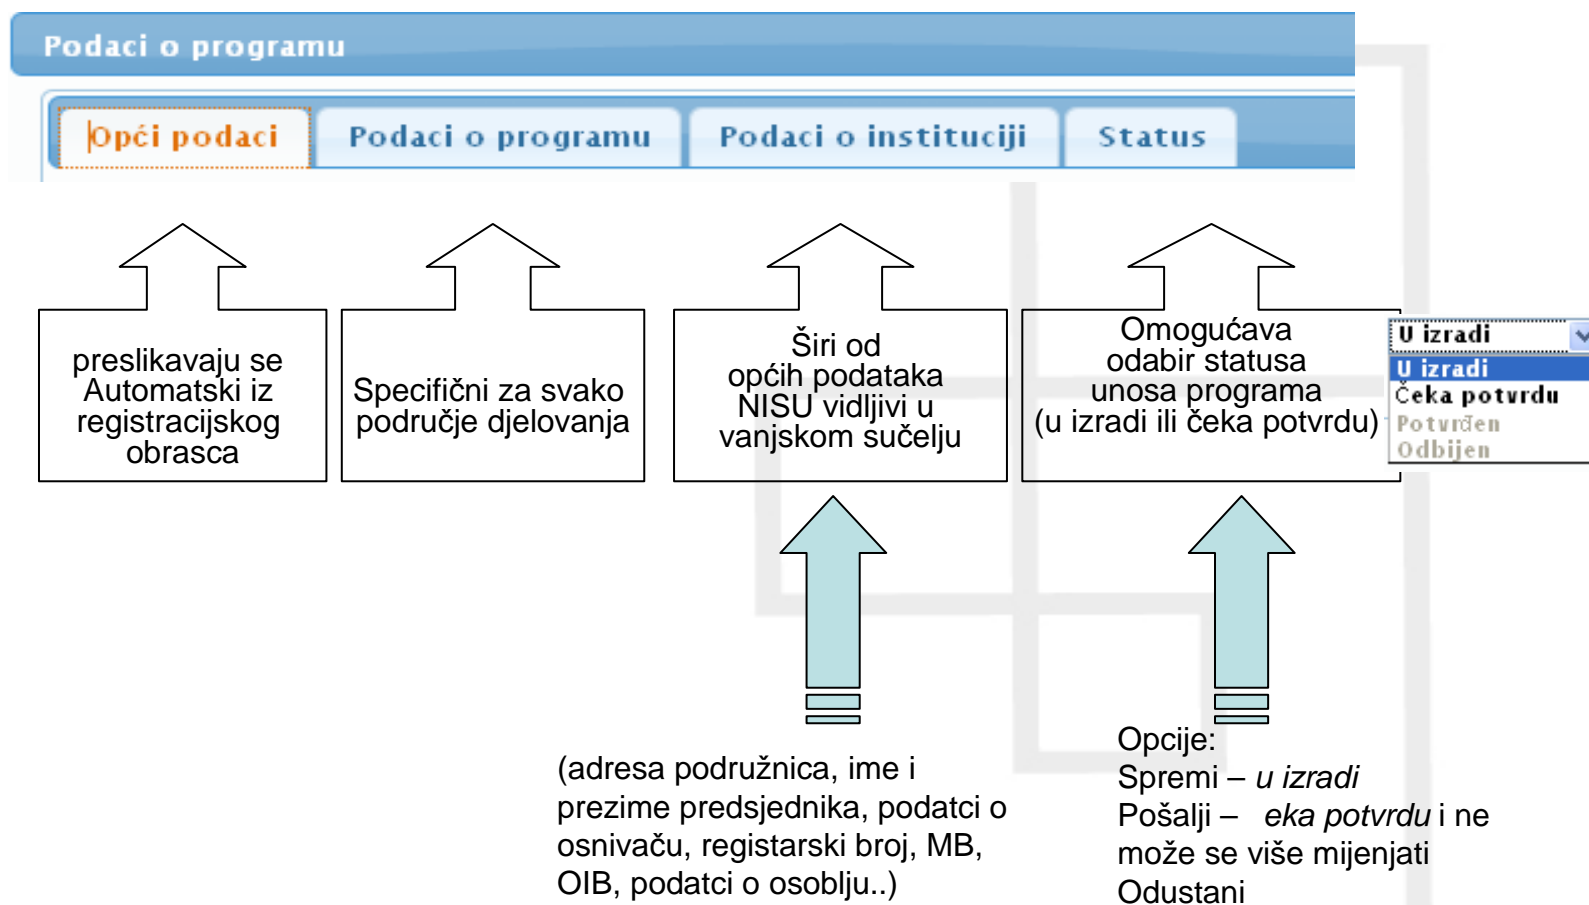 Podaci o programu
Opći podaci
Podaci o programu
Podaci o instituciji
Status
preslikavaju se
Automatski iz
registracijskog
obrasca
Specifični za svako
područje djelovanja
Širi od
općih podataka
NISU vidljivi u
vanjskom sučelju
Omogućava
odabir statusa
unosa programa
(u izradi ili čeka potvrdu)
U izradi
U izradi
Čeka potvrdu
Potvrđen
Odbijen
(adresa podružnica, ime i
prezime predsjednika, podatci o
osnivaču, registarski broj, MB,
OIB, podatci o osoblju..)
Opcije:
Spremi – u izradi
Pošalji – eka potvrdu i ne
može se više mijenjati
Odustani